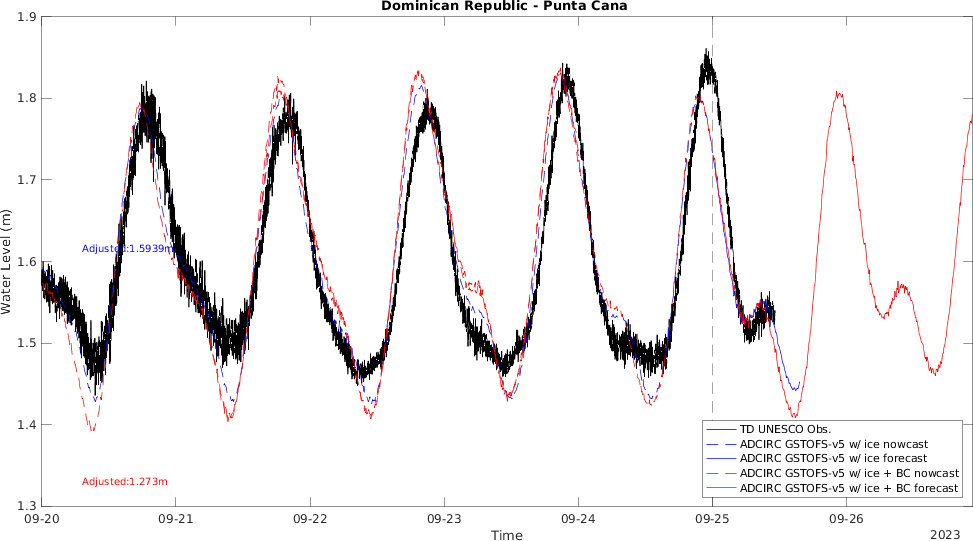 Dominican Republic - Punta Cana
1.9
1.8
1.7
1.6
1.5
1.4
1.3
Water Level (m)
Adjusted:1.5939m
Adjusted:1.273m
TD UNESCO Obs.
ADCIRC GSTOFS-v5 w/ ice nowcast
ADCIRC GSTOFS-v5 w/ ice forecast
ADCIRC GSTOFS-v5 w/ ice + BC nowcast
ADCIRC GSTOFS-v5 w/ ice + BC forecast
09-20 09-21 09-22 09-23 09-24 09-25 09-26
Time
2023